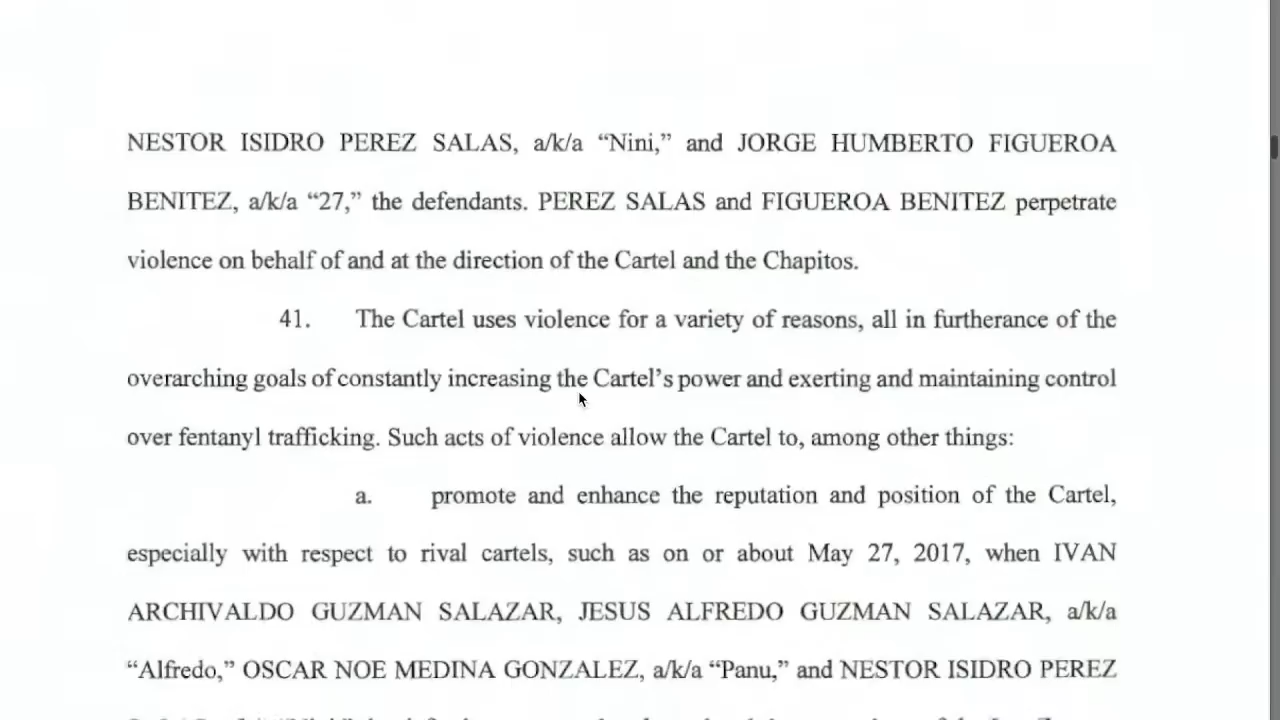 NESTOR ISIDRO PEREZ SALAS, a/k/a “Nini,” and JORGE HUMBERTO FIGUEROA
BENITEZ, a/k/a “27,” the defendants. PEREZ SALAS and FIGUEROA BENITEZ perpetrate
violence on behalf of and at the direction of the Cartel and the Chapitos.
41. The Cartel uses violence for a variety of reasons, all in furtherance of the
overarching goals of constantly increasing the Cartel’s power and exerting and maintaining control
over fentanyl trafficking. Such acts of violence allow the Cartel to, among other things:
a. promote and enhance the reputation and position of the Cartel,
especially with respect to rival cartels, such as on or about May 27, 2017, when IVAN
ARCHIVALDO GUZMAN SALAZAR, JESUS ALFREDO GUZMAN SALAZAR, a/k/a
“Alfredo,” OSCAR NOE MEDINA GONZALEZ, a/k/a “Panu,” and NESTOR ISIDRO PEREZ